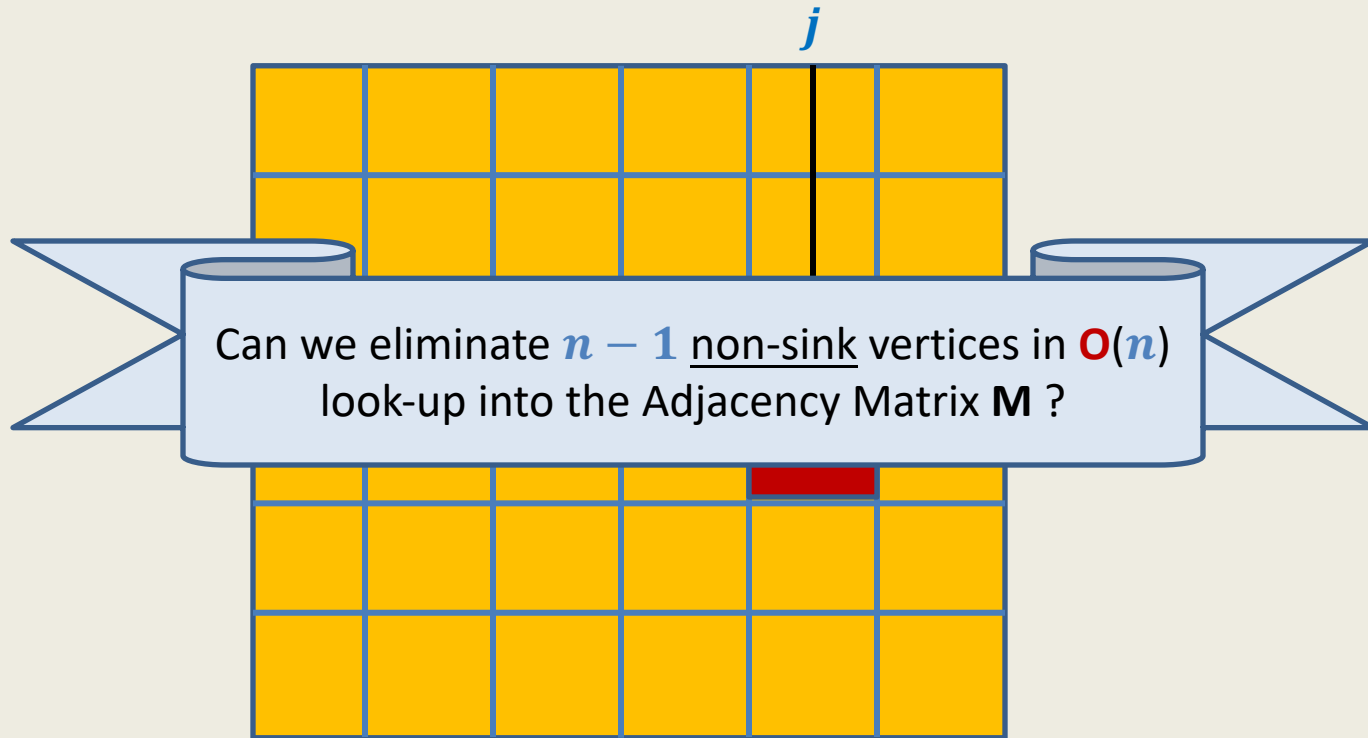 j
Can we eliminate n − 1 non-sink vertices in O(n)
look-up into the Adjacency Matrix M ?